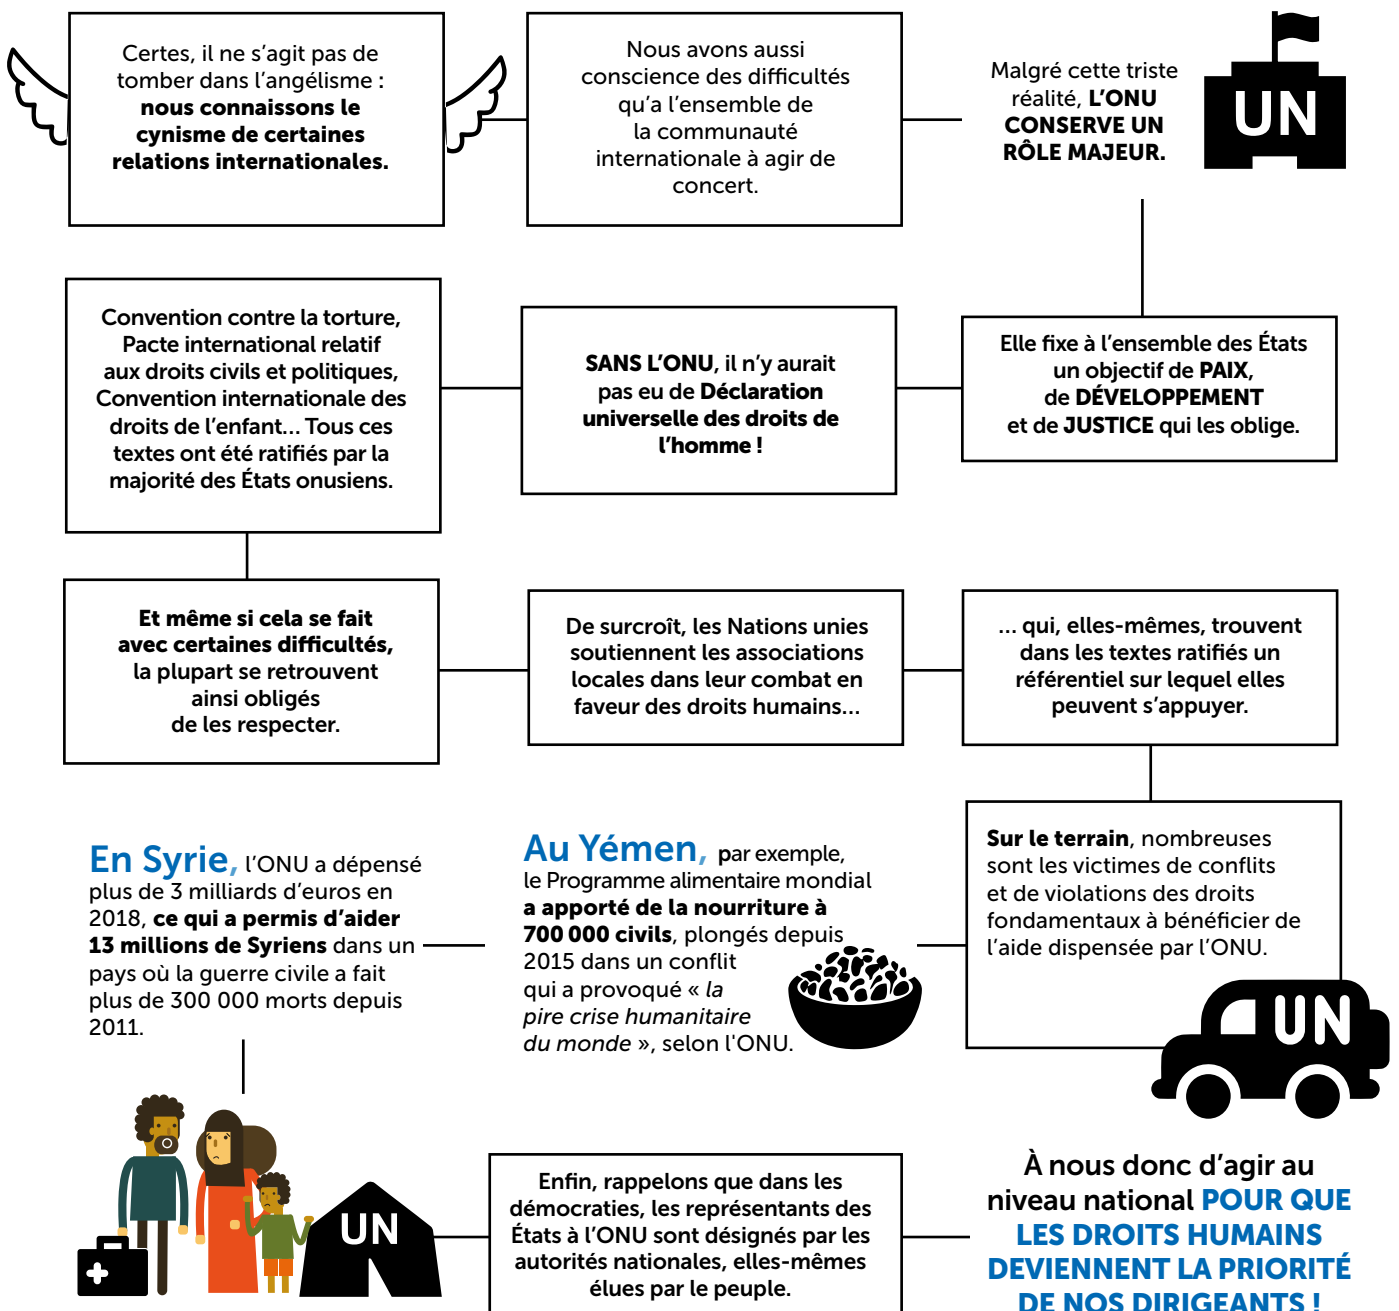 Certes, il ne s’agit pas de
tomber dans l’angélisme :
nous connaissons le
cynisme de certaines
relations internationales.
Nous avons aussi
conscience des difficultés
qu’a l’ensemble de
la communauté
internationale à agir de
concert.
Malgré cette triste
réalité, L’ONU
CONSERVE UN
RÔLE MAJEUR.
UN
Elle fixe à l’ensemble des États
un objectif de PAIX,
de DÉVELOPPEMENT
et de JUSTICE qui les oblige.
SANS L’ONU, il n’y aurait
pas eu de Déclaration
universelle des droits de
l’homme !
Convention contre la torture,
Pacte international relatif
aux droits civils et politiques,
Convention internationale des
droits de l’enfant... Tous ces
textes ont été ratifiés par la
majorité des États onusiens.
Et même si cela se fait
avec certaines difficultés,
la plupart se retrouvent
ainsi obligés
de les respecter.
De surcroît, les Nations unies
soutiennent les associations
locales dans leur combat en
faveur des droits humains...
... qui, elles-mêmes, trouvent
dans les textes ratifiés un
référentiel sur lequel elles
peuvent s’appuyer.
Sur le terrain, nombreuses
sont les victimes de conflits
et de violations des droits
fondamentaux à bénéficier de
l’aide dispensée par l’ONU.
UN
Au Yémen, par exemple,
le Programme alimentaire mondial
a apporté de la nourriture à
700 000 civils, plongés depuis
2015 dans un conflit
qui a provoqué « la
pire crise humanitaire
du monde », selon l'ONU.
En Syrie, l’ONU a dépensé
plus de 3 milliards d’euros en
2018, ce qui a permis d’aider
13 millions de Syriens dans un
pays où la guerre civile a fait
plus de 300 000 morts depuis
2011.
UN
Enfin, rappelons que dans les
démocraties, les représentants des
États à l’ONU sont désignés par les
autorités nationales, elles-mêmes
élues par le peuple.
À nous donc d’agir au
niveau national POUR QUE
LES DROITS HUMAINS
DEVIENNENT LA PRIORITÉ
DE NOS DIRIGEANTS !